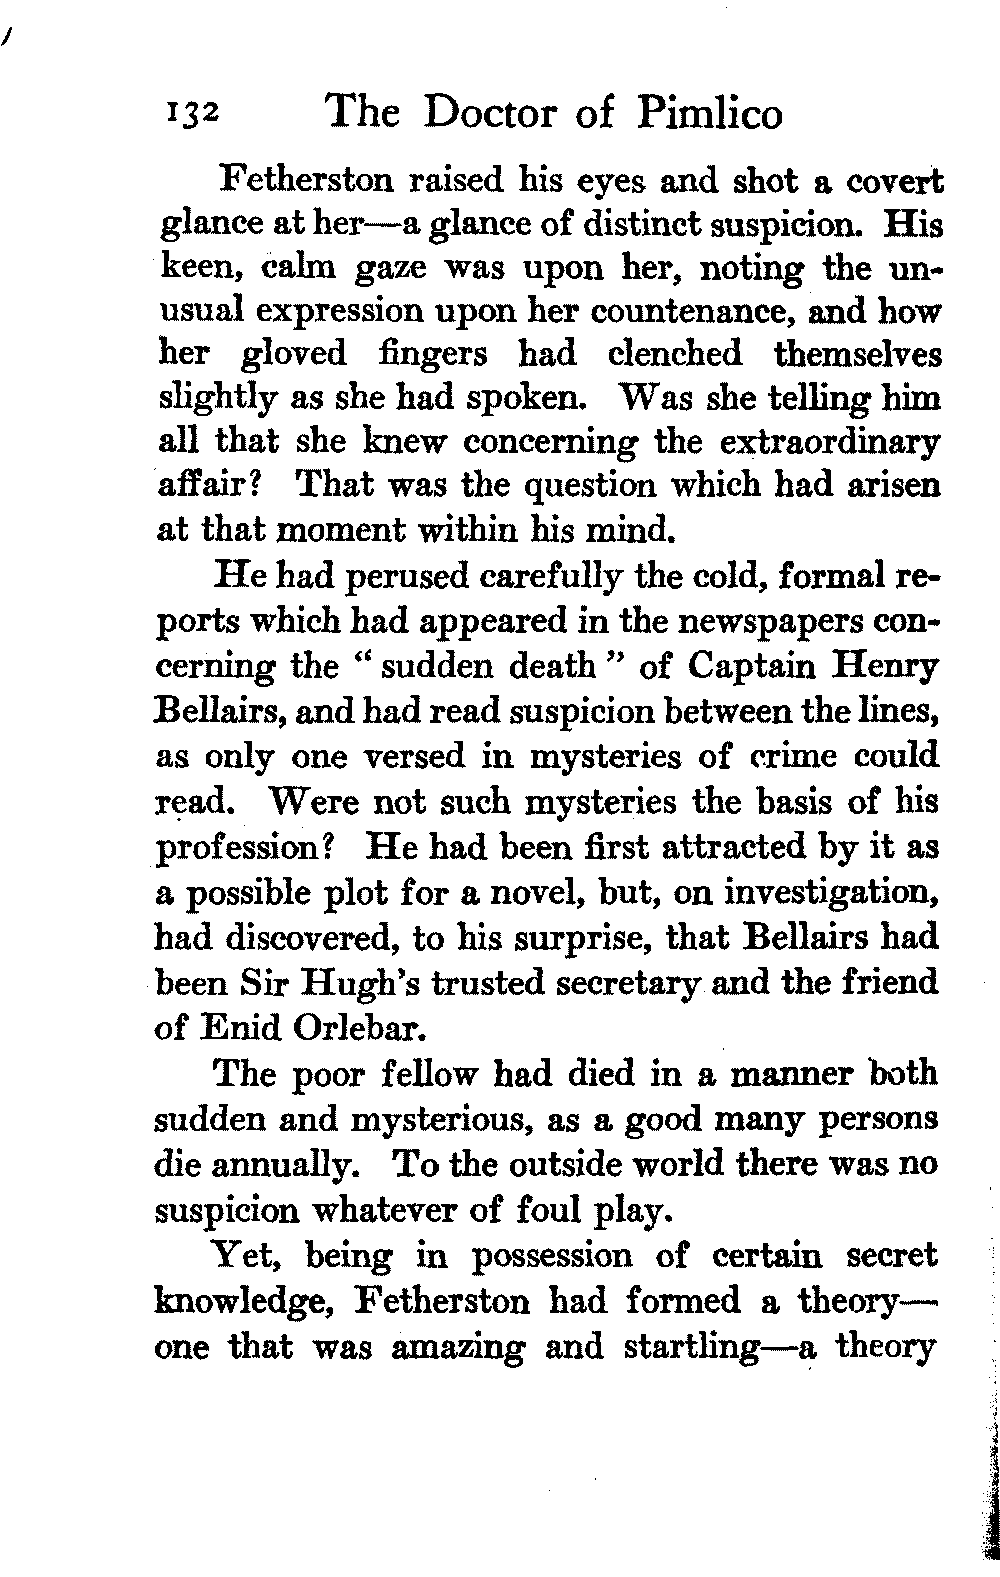 132 The Doctor of Pimlico
Fetherston raised his eyes and shot a covert
glance at her—a glance of distinct suspicion. His
keen, calm gaze was upon her, noting the un-
usual expression upon her countenance, and how
her gloved fingers had clenched themselves
slightly as she had spoken. Was she telling him
all that she knew concerning the extraordinary
affair? That was the question which had arisen
at that moment within his mind.
He had perused carefully the cold, formal re-
ports which had appeared in the newspapers con-
cerning the “ sudden death ” of Captain Henry
Bellairs, and had read suspicion between the lines,
as only one versed in mysteries of crime could
read. Were not such mysteries the basis of his
profession? He had been first attracted by it as
a possible plot for a novel, but, on investigation,
had discovered, to his surprise, that Bellairs had
been Sir Hugh’s trusted secretary and the friend
of Enid Orlebar.
The poor fellow had died in a manner both
sudden and mysterious, as a good many persons
die annually. To the outside world there was no
suspicion whatever of foul play.
Yet, being in possession of certain secret
knowledge, Fetherston had formed a theory—
one that was amazing and startling—a theory